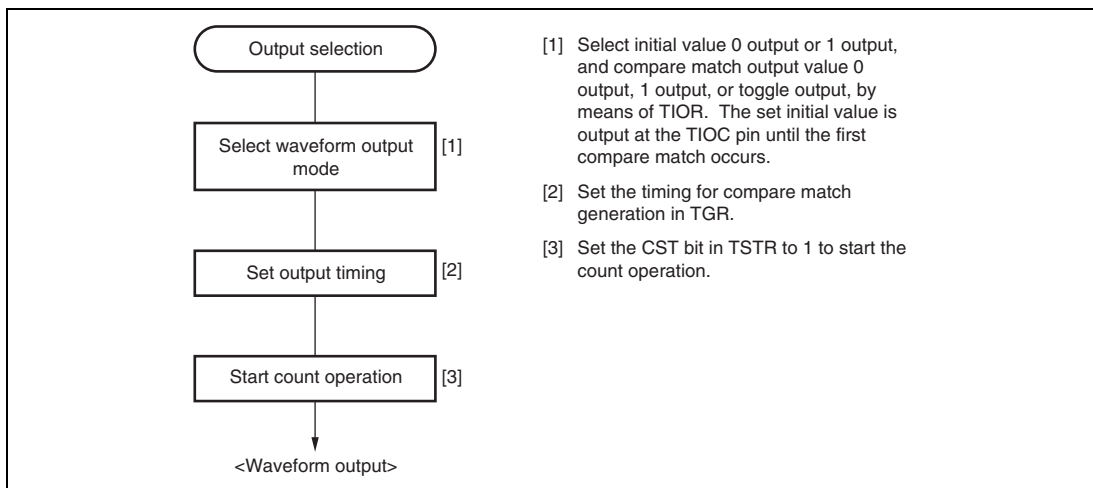 Output selection
Select waveform output
mode
[1]
Set output timing
[2]
Start count operation
[3]
<Waveform output>
[1] Select initial value 0 output or 1 output,
and compare match output value 0
output, 1 output, or toggle output, by
means of TIOR. The set initial value is
output at the TIOC pin until the first
compare match occurs.
[2] Set the timing for compare match
generation in TGR.
[3] Set the CST bit in TSTR to 1 to start the
count operation.